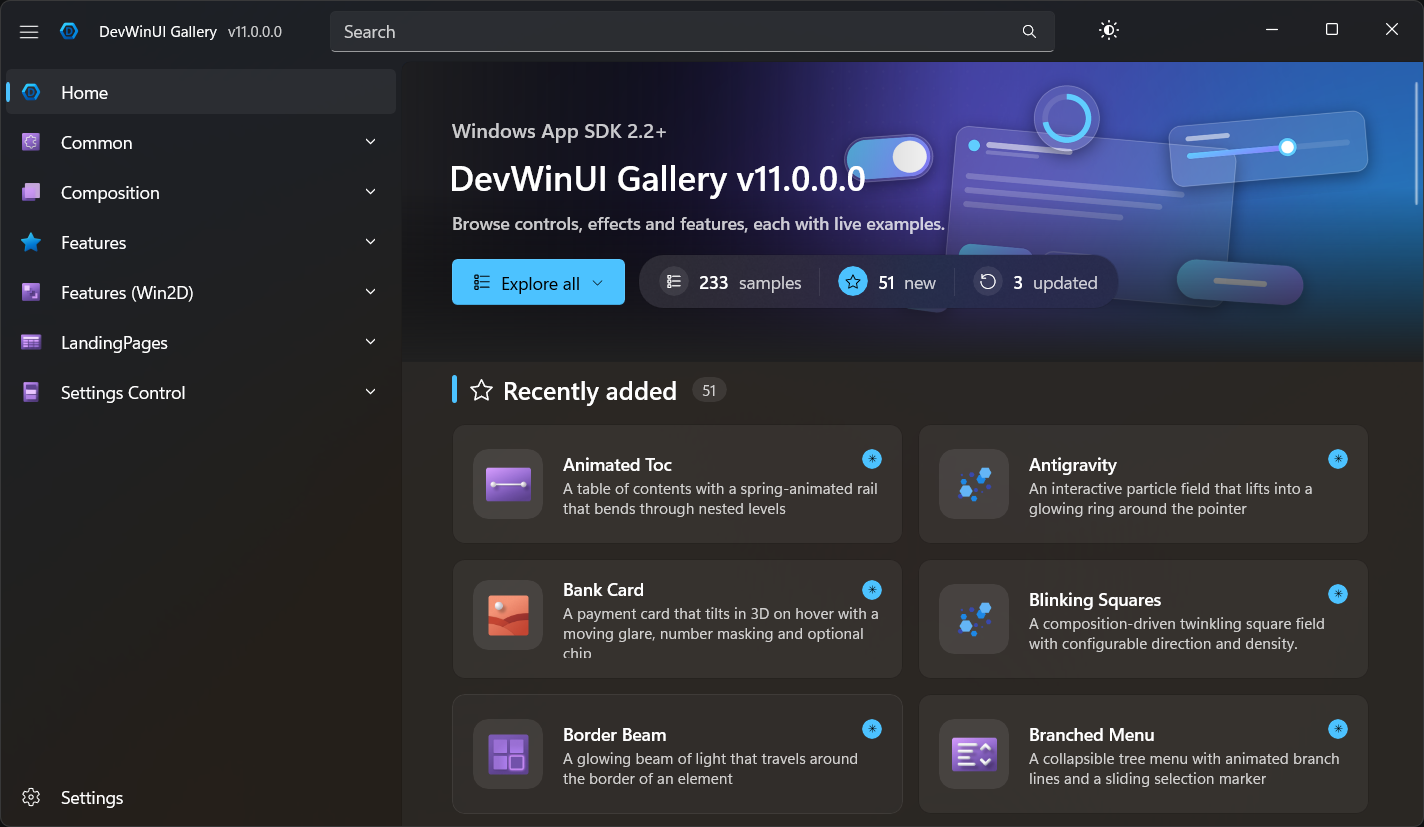 DevWinUI Gallery v11.0.0.0
Search
Home
Common
Composition
Features
Features (Win2D)
LandingPages
Settings Control
Settings
Windows App SDK 2.2+
DevWinUI Gallery v11.0.0.0
Browse controls, effects and features, each with live examples.
Explore all
233 samples
51 new
3 updated
Recently added 51
Animated Toc
A table of contents with a spring-animated rail
that bends through nested levels
Antigravity
An interactive particle field that lifts into a
glowing ring around the pointer
Bank Card
A payment card that tilts in 3D on hover with a
moving glare, number masking and optional
chip
Blinking Squares
A composition-driven twinkling square field
with configurable direction and density.
Border Beam
A glowing beam of light that travels around
the border of an element
Branched Menu
A collapsible tree menu with animated branch
lines and a sliding selection marker